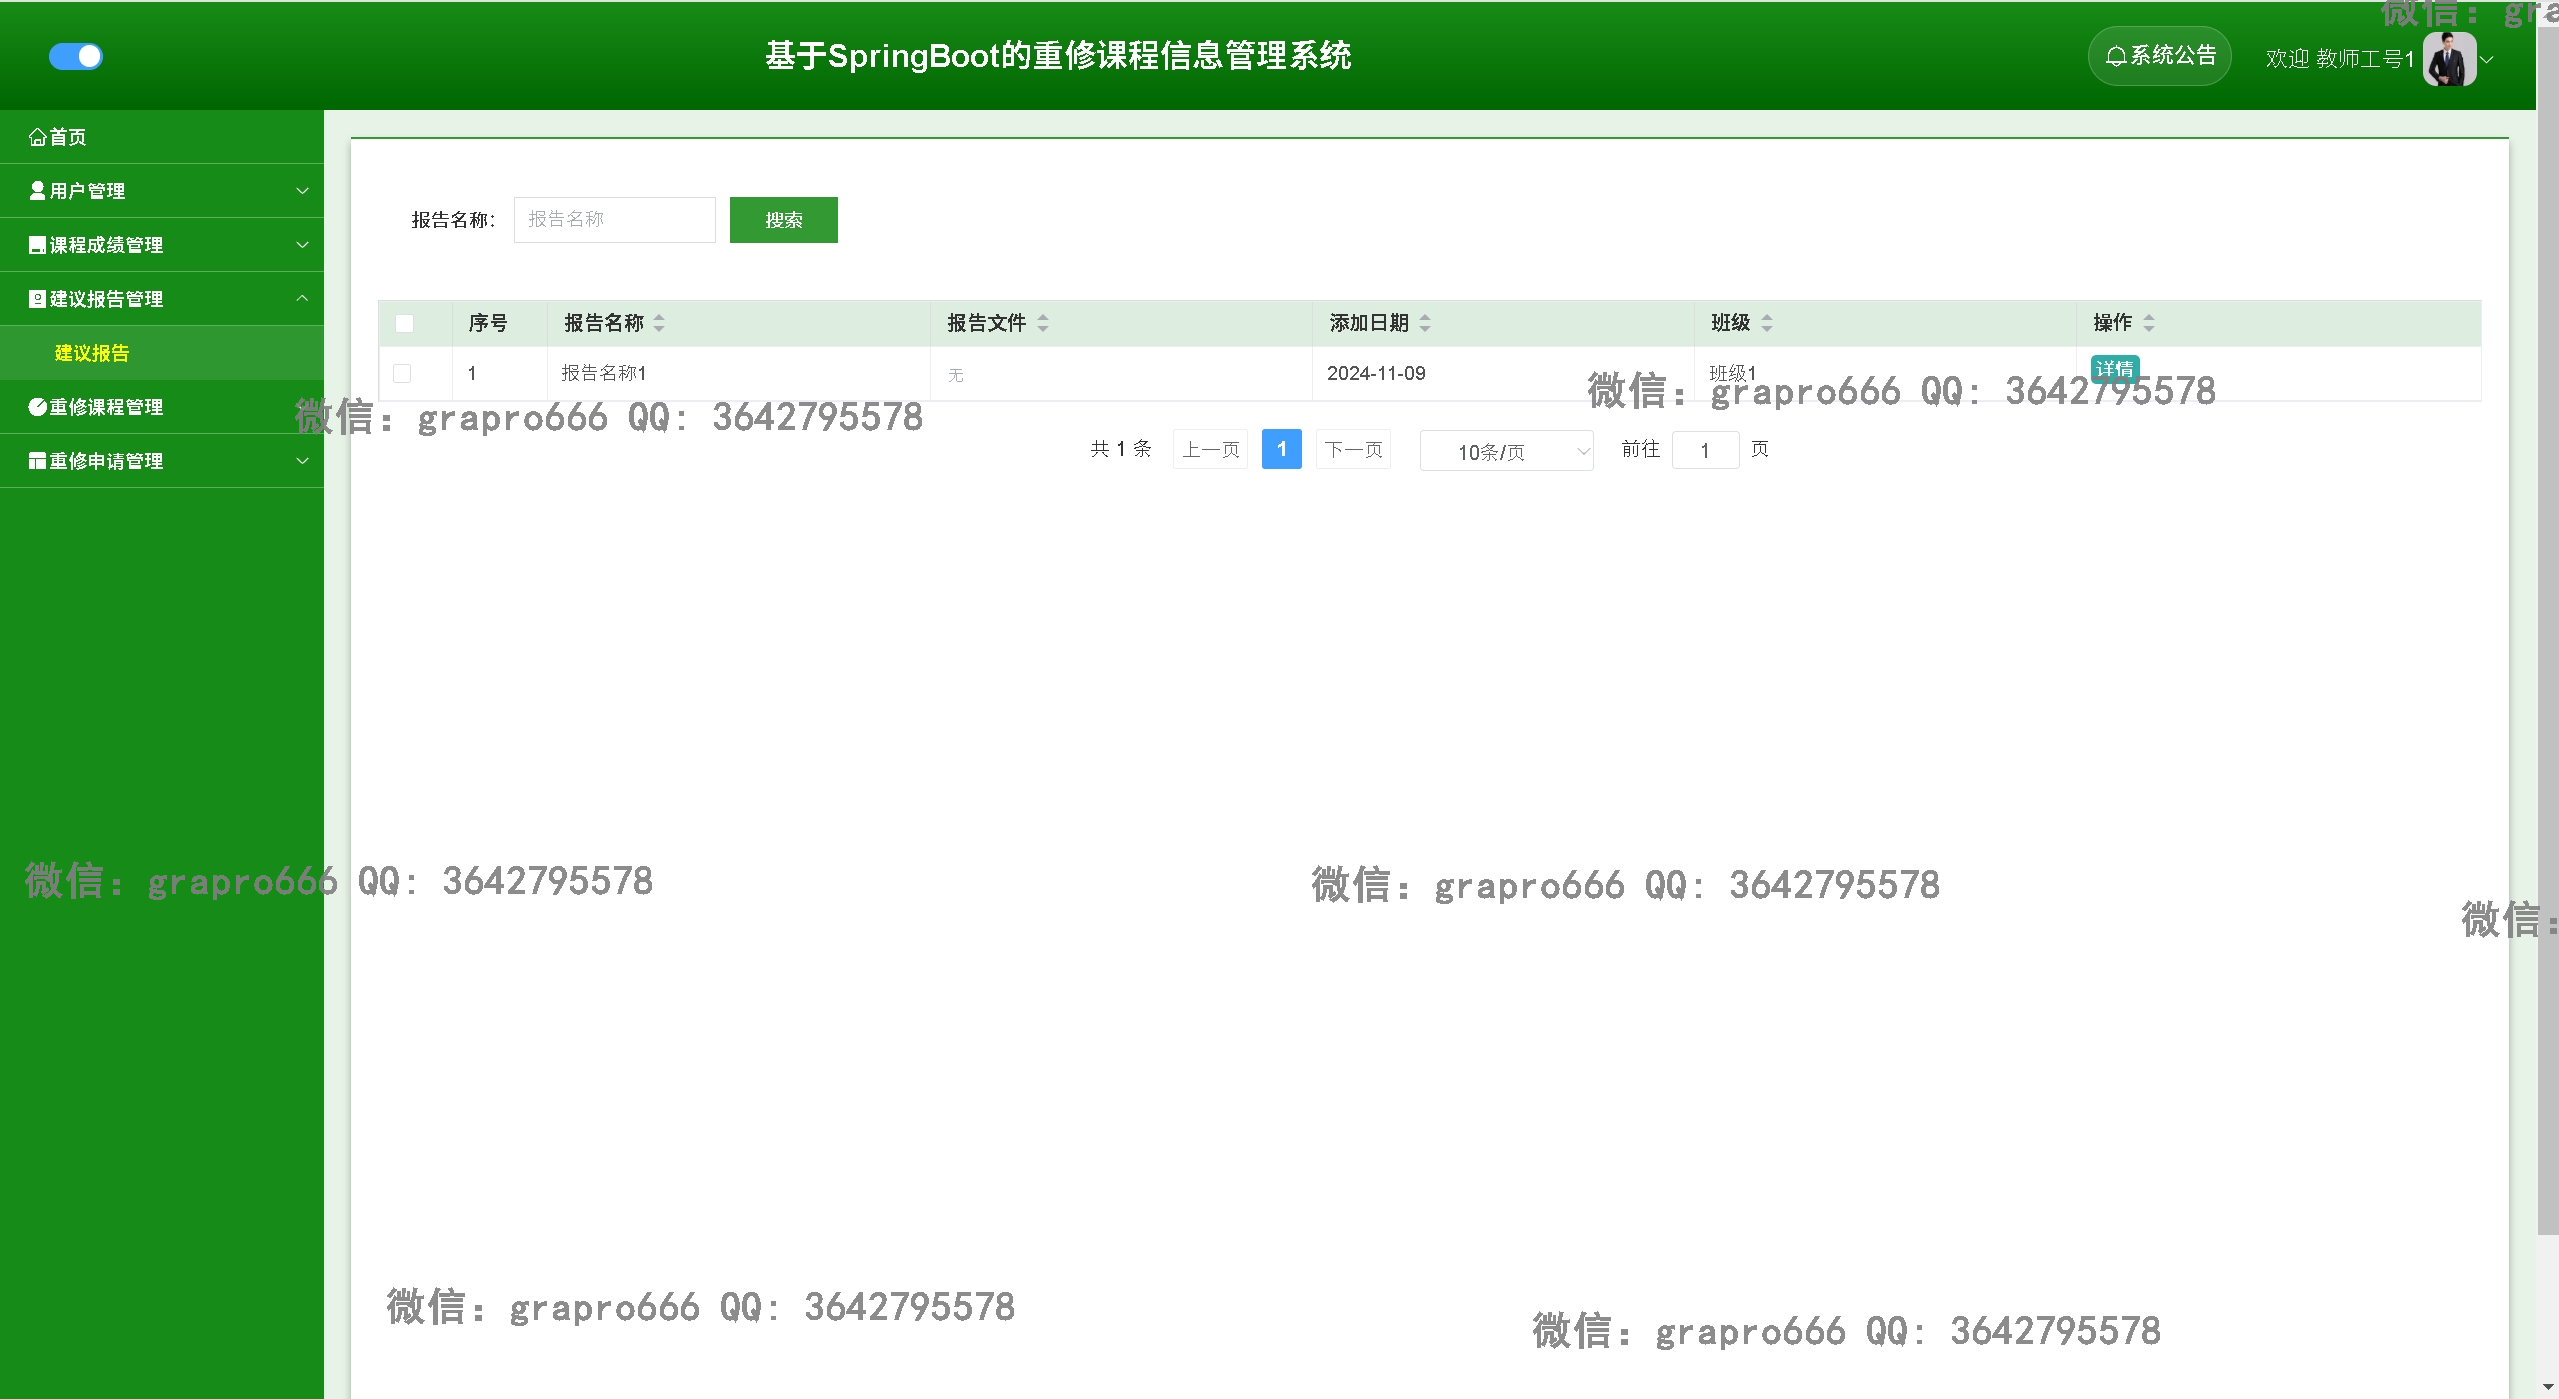 微信：gra
基于SpringBoot的重修课程信息管理系统
系统公告
欢迎 教师工号1
首页
用户管理
课程成绩管理
建议报告管理
建议报告
重修课程管理
重修申请管理
报告名称： 报告名称 搜索
序号 报告名称 报告文件 添加日期 班级 操作
1 报告名称1 无 2024-11-09 班级1 详情
微信：grapro666 QQ: 3642795578
微信：grapro666 QQ: 3642795578
共 1 条 上一页 1 下一页 10条/页 前往 1 页
微信：grapro666 QQ: 3642795578
微信：grapro666 QQ: 3642795578
微信：
微信：grapro666 QQ: 3642795578
微信：grapro666 QQ: 3642795578